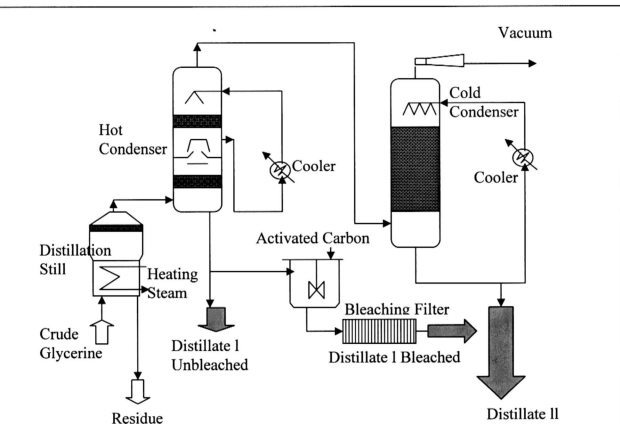 Vacuum
Cold
Condenser
Hot
Condenser
Cooler
Cooler
Activated Carbon
Distillation
Still
Heating
Steam
Bleaching Filter
Crude
Glycerine
Distillate l
Unbleached
Distillate l Bleached
Residue
Distillate ll